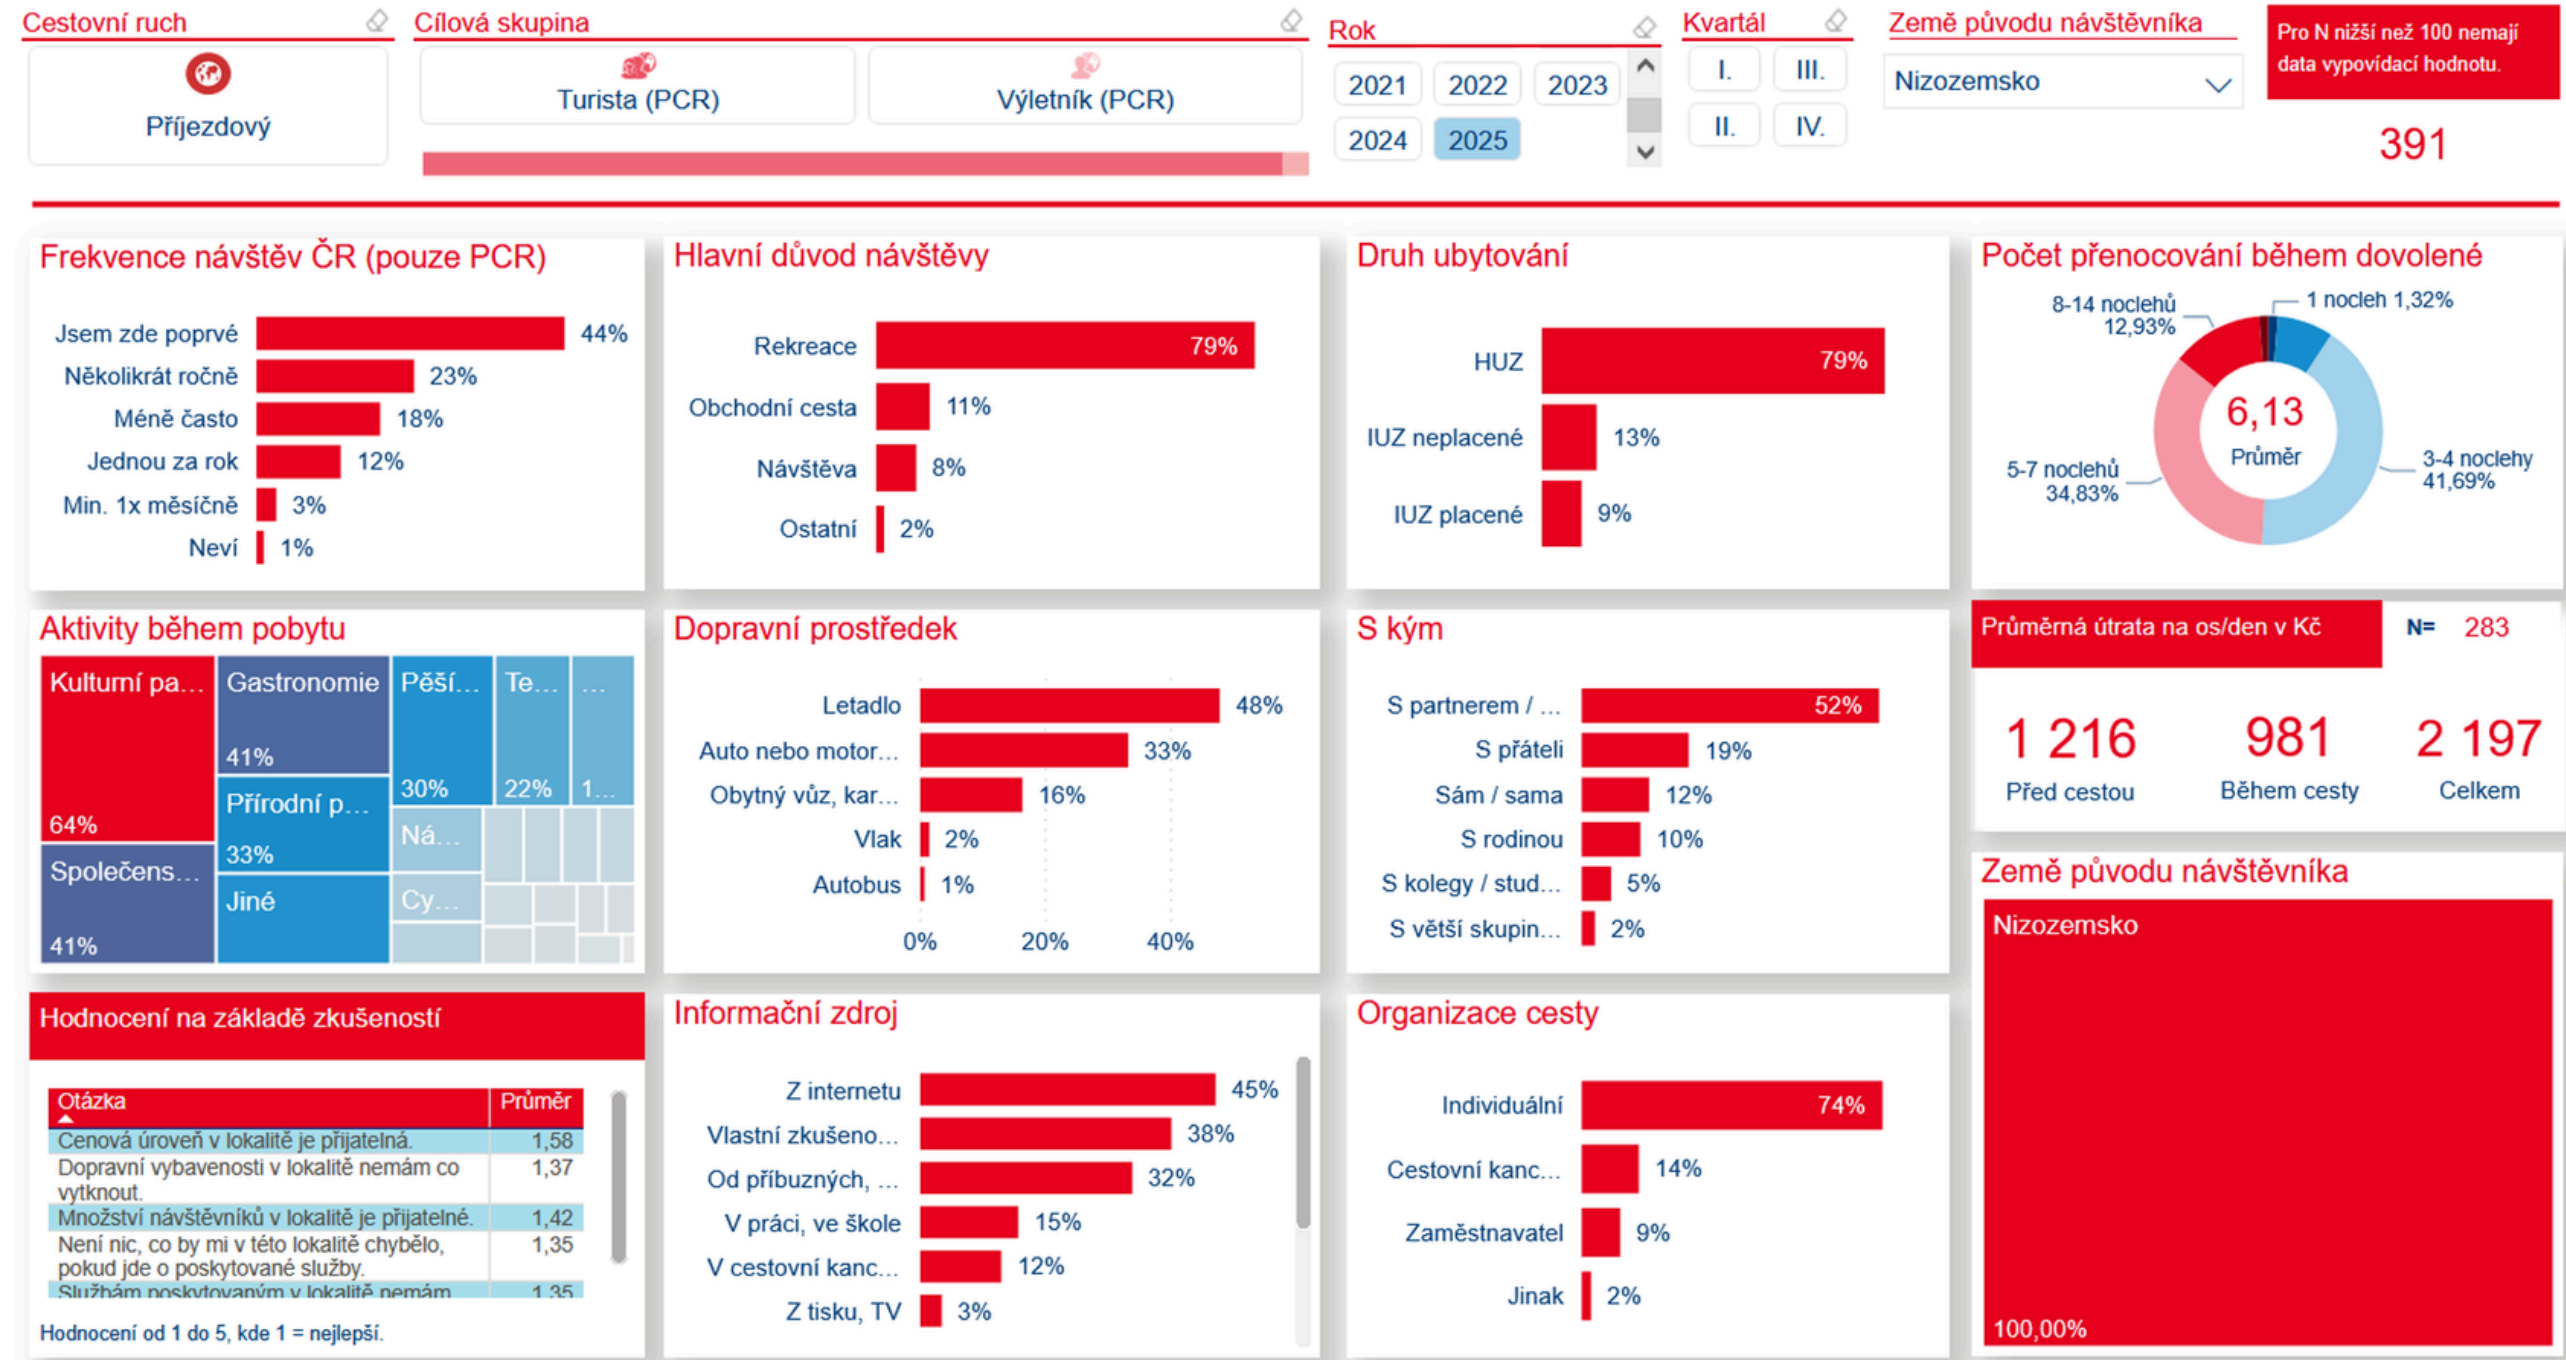 Cestovní ruch
Příjezdový
Cílová skupina
Turista (PCR)
Výletník (PCR)
Rok
2021 2022 2023
2024 2025
Kvartál
I. III.
II. IV.
Země původu návštěvníka
Nizozemsko
Pro N nižší než 100 nemají
data vypovídací hodnotu.
391
Frekvence návštěv ČR (pouze PCR)
Jsem zde poprvé 44%
Několikrát ročně 23%
Méně často 18%
Jednou za rok 12%
Min. 1x měsíčně 3%
Neví 1%
Hlavní důvod návštěvy
Rekreace 79%
Obchodní cesta 11%
Návštěva 8%
Ostatní 2%
Druh ubytování
HUZ 79%
IUZ neplacené 13%
IUZ placené 9%
Počet přenocování během dovolené
8-14 noclehů
12,93%
1 nocleh 1,32%
6,13
Průměr
5-7 noclehů
34,83%
3-4 noclehy
41,69%
Aktivity během pobytu
Kulturní pa...
64%
Společens...
41%
Gastronomie
41%
Přírodní p...
33%
Jiné
Pěší...
30%
Te...
22%
...
1...
Ná...
Cy...
Dopravní prostředek
Letadlo 48%
Auto nebo motor... 33%
Obytný vůz, kar... 16%
Vlak 2%
Autobus 1%
0% 20% 40%
S kým
S partnerem / ... 52%
S přáteli 19%
Sám / sama 12%
S rodinou 10%
S kolegy / stud... 5%
S větší skupin... 2%
Průměrná útrata na os/den v Kč
N= 283
1 216 981 2 197
Před cestou Během cesty Celkem
Země původu návštěvníka
Nizozemsko
100,00%
Hodnocení na základě zkušeností
Otázka Průměr
Cenová úroveň v lokalitě je přijatelná. 1,58
Dopravní vybavenosti v lokalitě nemám co 1,37
vytknout.
Množství návštěvníků v lokalitě je přijatelné. 1,42
Není nic, co by mi v této lokalitě chybělo, 1,35
pokud jde o poskytované služby.
Službám poskytovaným v lokalitě nemám 1,35
Hodnocení od 1 do 5, kde 1 = nejlepší.
Informační zdroj
Z internetu 45%
Vlastní zkušeno... 38%
Od příbuzných, ... 32%
V práci, ve škole 15%
V cestovní kanc... 12%
Z tisku, TV 3%
Organizace cesty
Individuální 74%
Cestovní kanc... 14%
Zaměstnavatel 9%
Jinak 2%